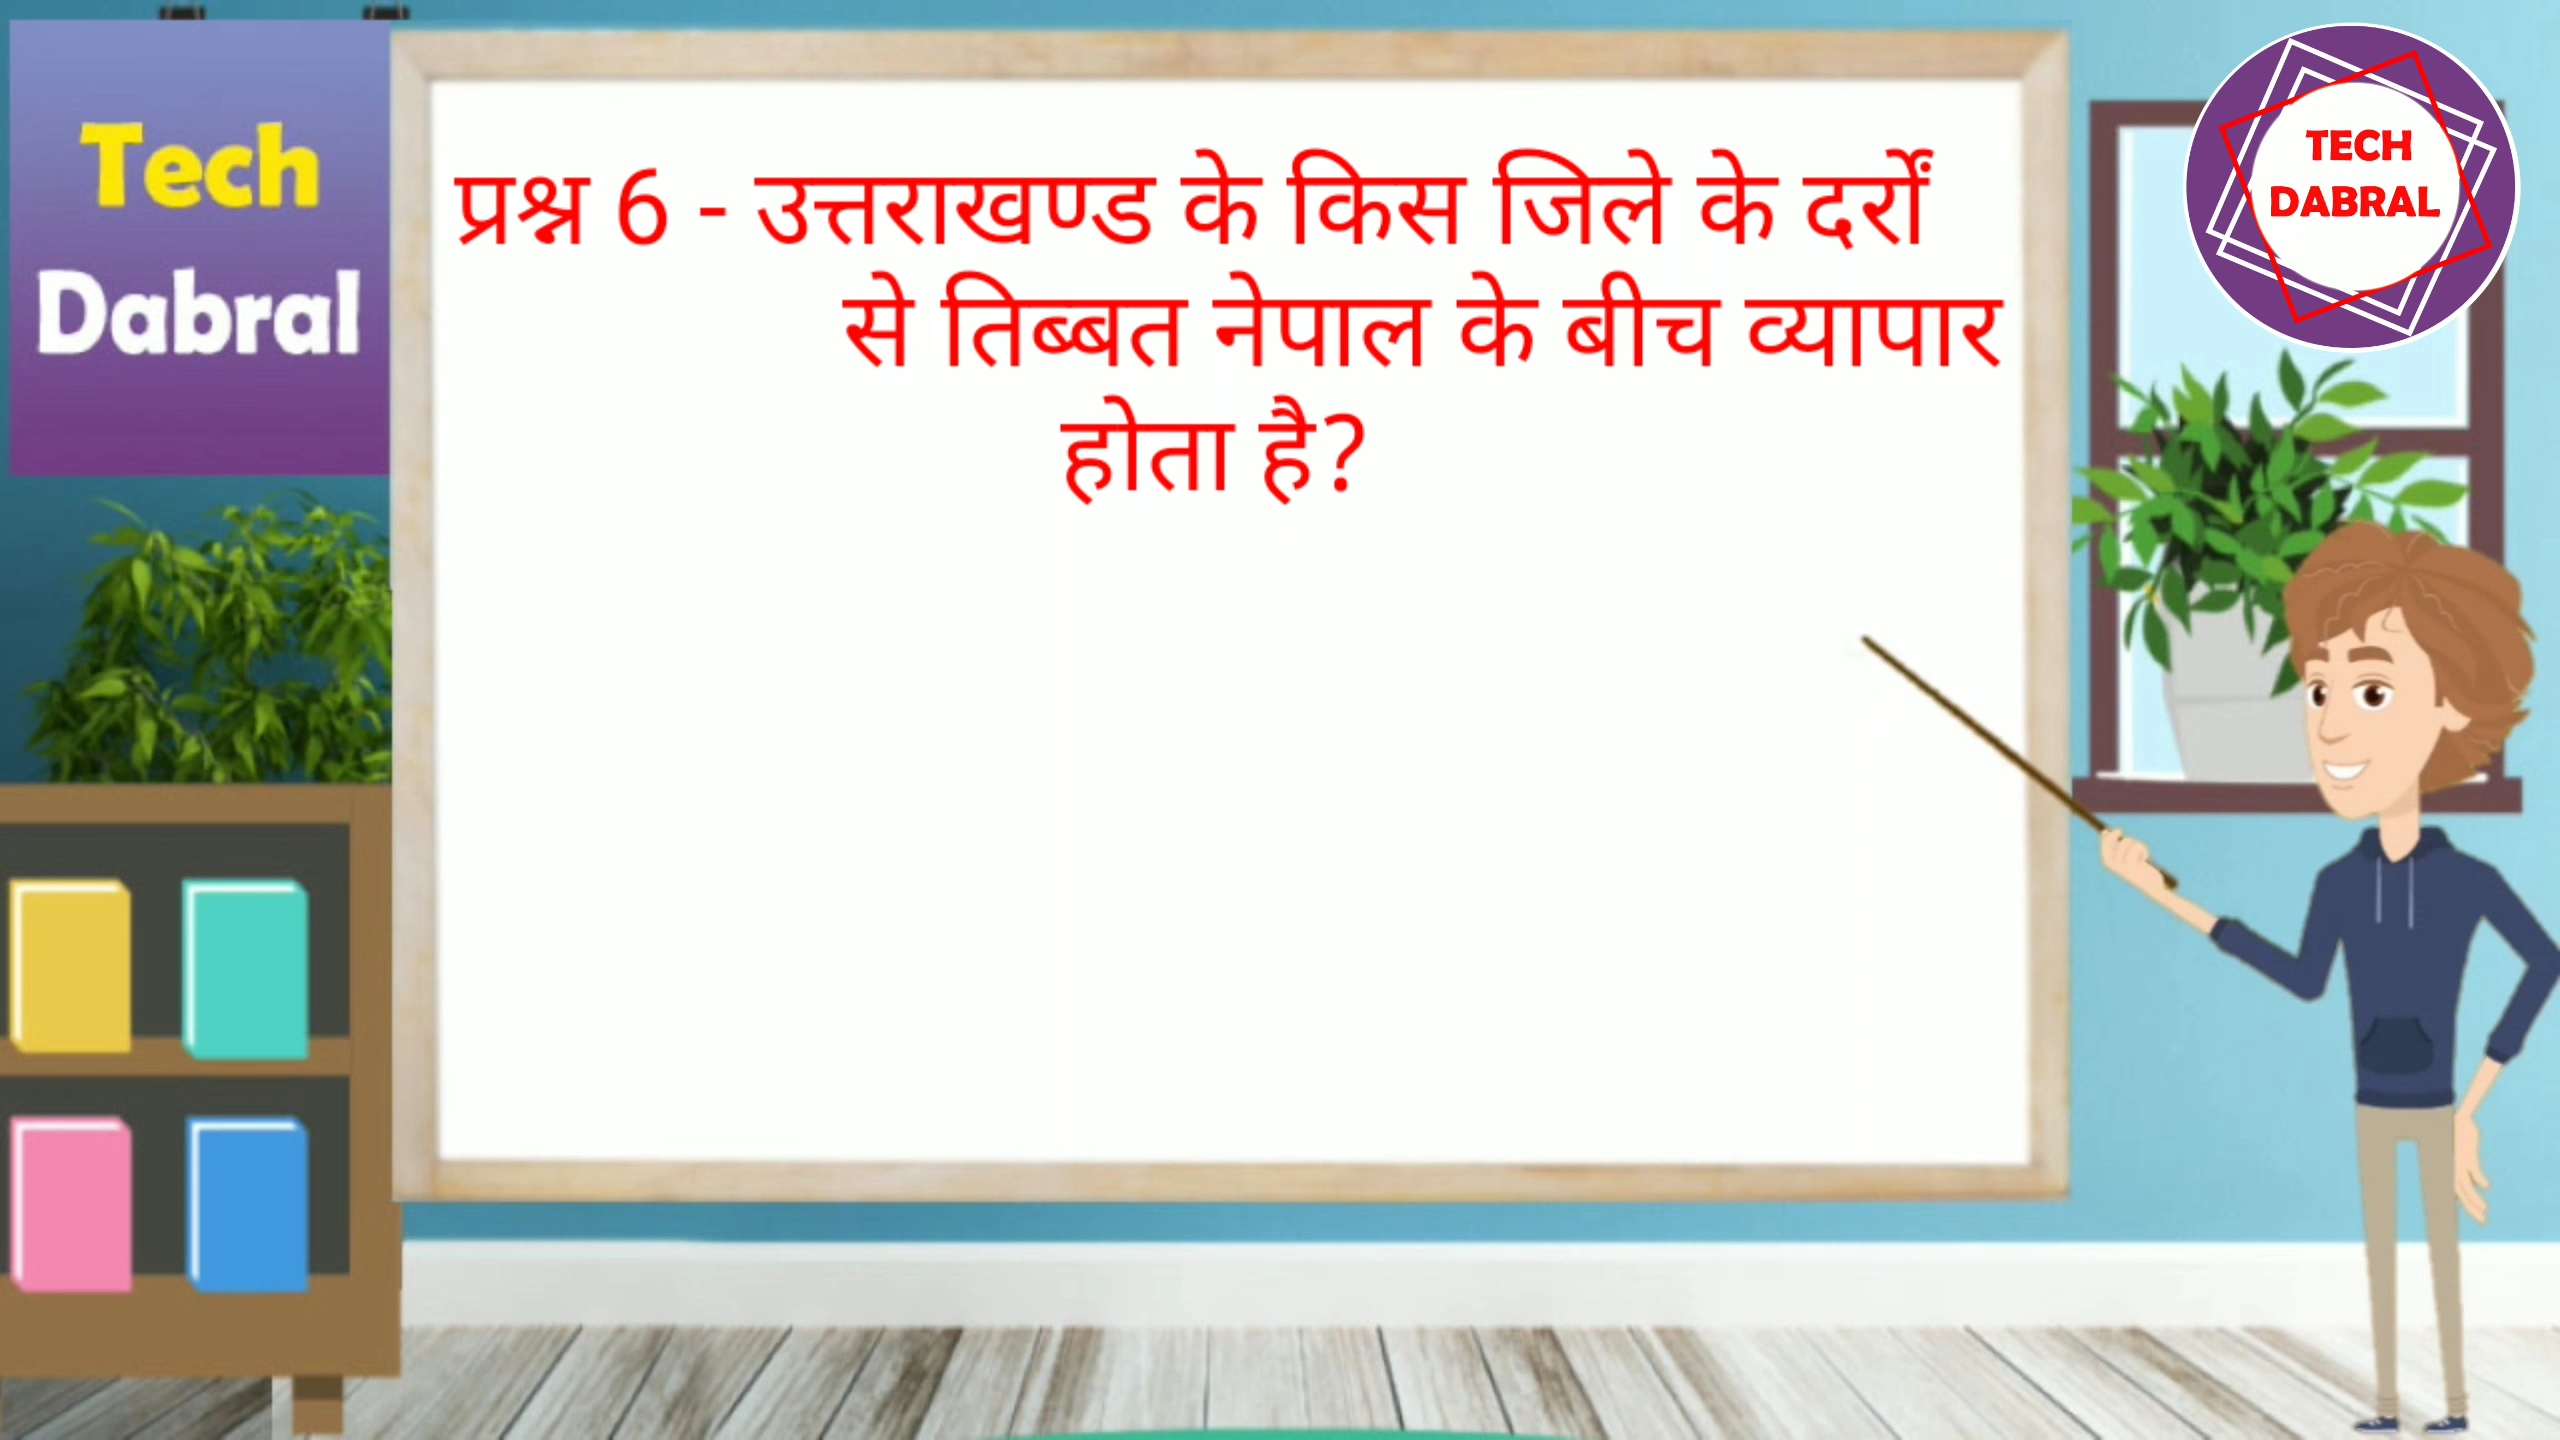 Tech
Dabral
प्रश्न 6 - उत्तराखण्ड के किस जिले के दर्रों
से तिब्बत नेपाल के बीच व्यापार
होता है?
TECH
DABRAL